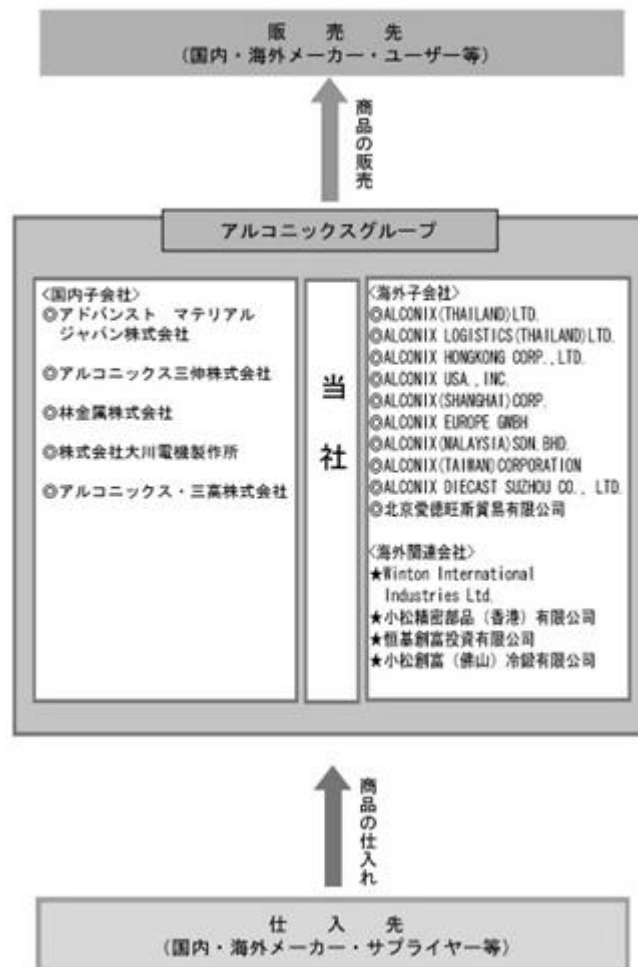 販 売 先
(国内・海外メーカー・ユーザー等)
商品の販売
アルコニックスグループ
〈国内子会社〉
◎アドバンスト マテリアル
ジャパン株式会社
◎アルコニックス三伸株式会社
◎林金属株式会社
◎株式会社大川電機製作所
◎アルコニックス・三高株式会社
当
社
〈海外子会社〉
◎ALCONIX(THAILAND)LTD.
◎ALCONIX LOGISTICS(THAILAND)LTD.
◎ALCONIX HONGKONG CORP.,LTD.
◎ALCONIX USA., INC.
◎ALCONIX(SHANGHAI)CORP.
◎ALCONIX EUROPE GMBH
◎ALCONIX(MALAYSIA)SDN.BHD.
◎ALCONIX(TAIWAN)CORPORATION
◎ALCONIX DIECAST SUZHOU CO., LTD.
◎北京愛徳旺斯貿易有限公司
〈海外関連会社〉
★Winton International
Industries Ltd.
★小松精密部品(香港)有限公司
★恒基創富投資有限公司
★小松創富(佛山)冷鍛有限公司
商品の仕入れ
仕 入 先
(国内・海外メーカー・サプライヤー等)